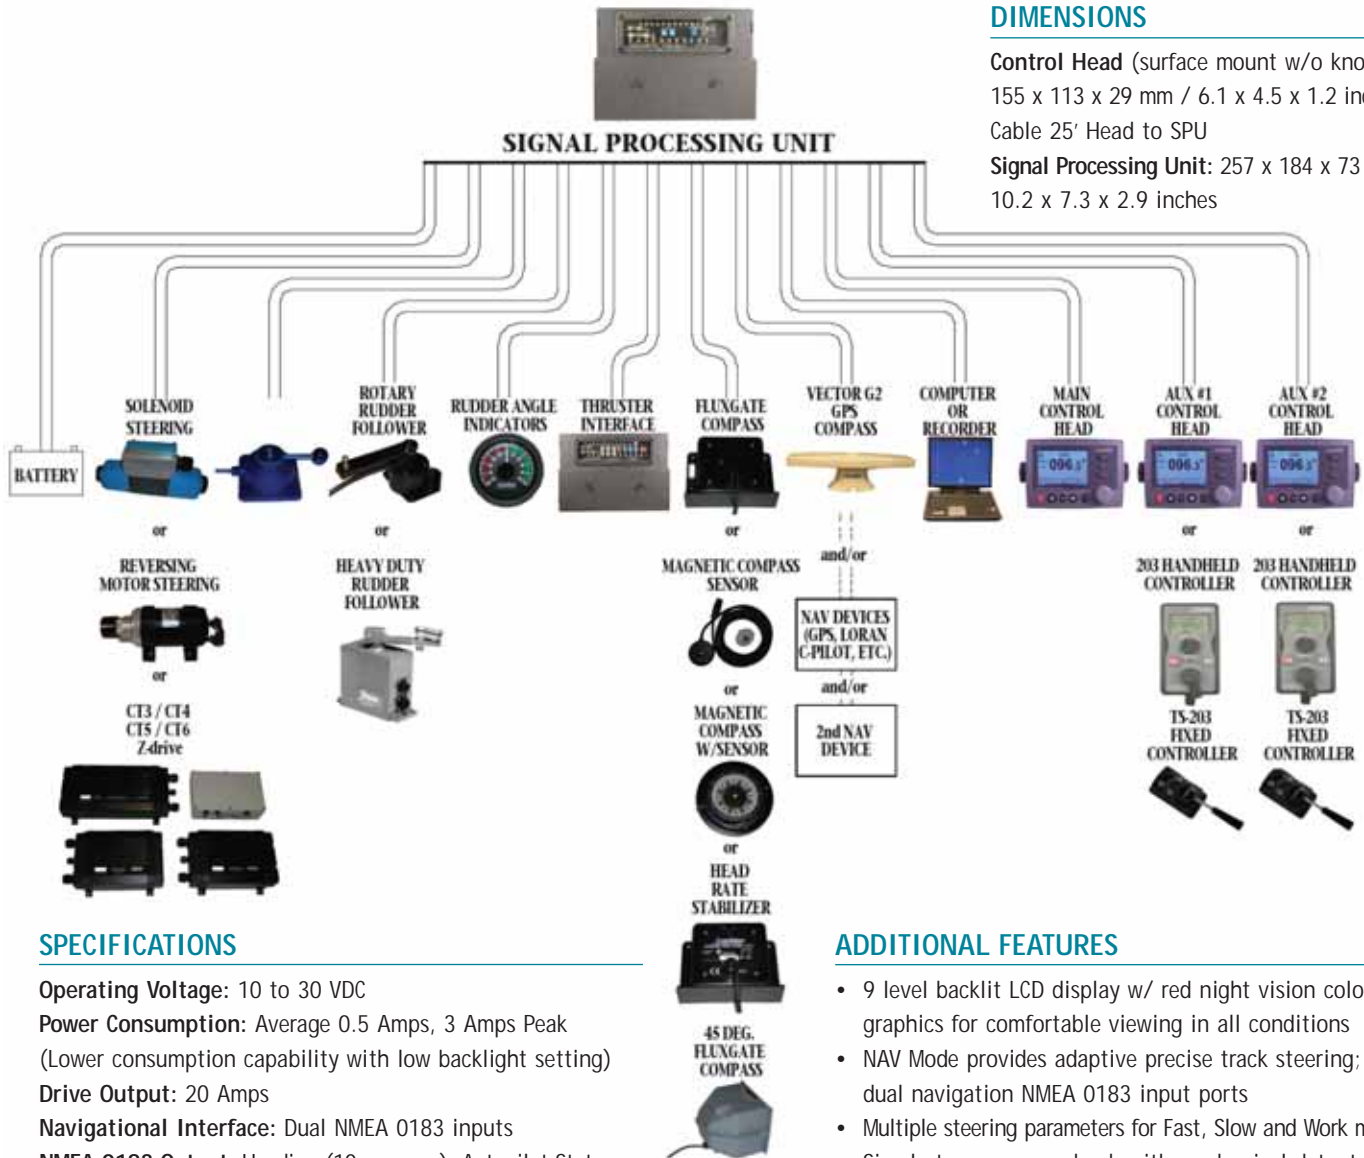 DIMENSIONS
Control Head (surface mount w/o
155 x 113 x 29 mm / 6.1 x 4.5 x 1.2
Cable 25' Head to SPU
Signal Processing Unit: 257 x 184 x 73
10.2 x 7.3 x 2.9 inches
SIGNAL PROCESSING UNIT
BATTERY
SOLENOID
STEERING
or
REVERSING
MOTOR STEERING
or
CT3 / CT4
CT5 / CT6
Z-drive
ROTARY
RUDDER
FOLLOWER
or
HEAVY DUTY
RUDDER
FOLLOWER
RUDDER ANGLE
INDICATORS
THRUSTER
INTERFACE
FLUXGATE
COMPASS
or
MAGNETIC COMPASS
SENSOR
or
MAGNETIC
COMPASS
W/SENSOR
or
HEAD
RATE
STABILIZER
45 DEG.
FLUXGATE
COMPASS
VECTOR G2
GPS
COMPASS
and/or
NAV DEVICES
(GPS, LORAN
C-PILOT, ETC.)
and/or
2nd NAV
DEVICE
COMPUTER
OR
RECORDER
MAIN
CONTROL
HEAD
096.5°
AUX #1
CONTROL
HEAD
096.5°
or
203 HANDHELD
CONTROLLER
TS-203
FIXED
CONTROLLER
AUX #2
CONTROL
HEAD
096.5°
or
203 HANDHELD
CONTROLLER
TS-203
FIXED
CONTROLLER
SPECIFICATIONS
Operating Voltage: 10 to 30 VDC
Power Consumption: Average 0.5 Amps, 3 Amps Peak
(Lower consumption capability with low backlight setting)
Drive Output: 20 Amps
Navigational Interface: Dual NMEA 0183 inputs
ADDITIONAL FEATURES
• 9 level backlit LCD display w/ red night vision
graphics for comfortable viewing in all conditions
• NAV Mode provides adaptive precise track steering;
dual navigation NMEA 0183 input ports
• Multiple steering parameters for Fast, Slow and Work